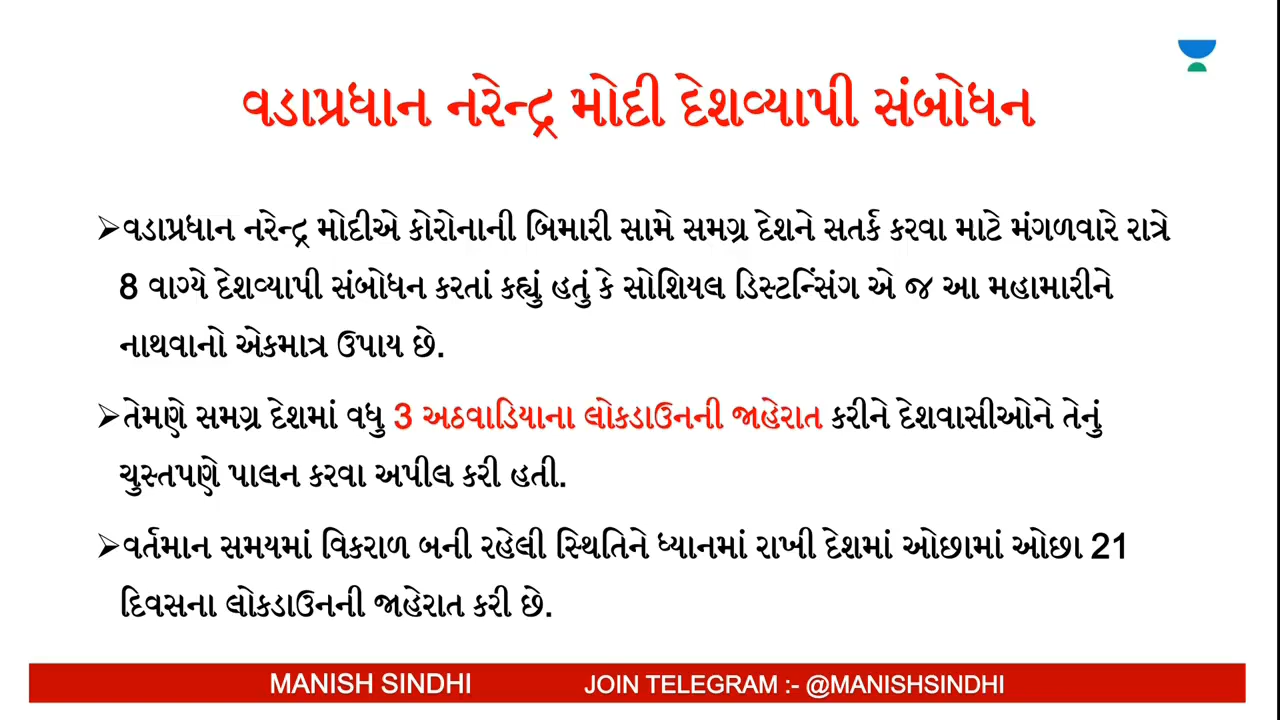 વડાપ્રધાન નરેન્દ્ર મોદી દેશવ્યાપી સંબોધન
➢વડાપ્રધાન નરેન્દ્ર મોદીએ કોરોનાની બિમારી સામે સમગ્ર દેશને સતર્ક કરવા માટે મંગળવારે રાત્રે
8 વાગ્યે દેશવ્યાપી સંબોધન કરતાં કહ્યું હતું કે સોશિયલ ડિસ્ટન્સિંગ એ જ આ મહામારીને
નાથવાનો એકમાત્ર ઉપાય છે.
➢તેમણે સમગ્ર દેશમાં વધુ 3 અઠવાડિયાના લોકડાઉનની જાહેરાત કરીને દેશવાસીઓને તેનું
ચુસ્તપણે પાલન કરવા અપીલ કરી હતી.
➢વર્તમાન સમયમાં વિકરાળ બની રહેલી સ્થિતિને ધ્યાનમાં રાખી દેશમાં ઓછામાં ઓછા 21
દિવસના લોકડાઉનની જાહેરાત કરી છે.
MANISH SINDHI JOIN TELEGRAM :- @MANISHSINDHI